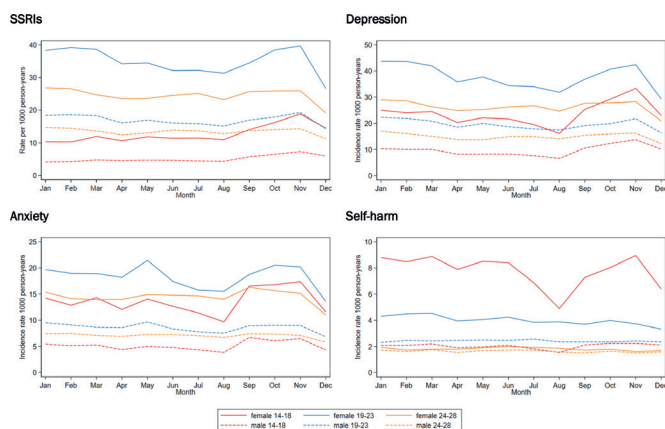 SSRIs
Rate per 1000 person-years
40
30
20
10
0
Jan Feb Mar Apr May Jun Jul Aug Sep Oct Nov Dec
Month
Depression
Incidence rate 1000 person-years
50
40
30
20
10
0
Jan Feb Mar Apr May Jun Jul Aug Sep Oct Nov Dec
Month
Anxiety
Incidence rate 1000 person-years
25
20
15
10
5
0
Jan Feb Mar Apr May Jun Jul Aug Sep Oct Nov Dec
Month
Self-harm
Incidence rate 1000 person-years
10
8
6
4
2
0
Jan Feb Mar Apr May Jun Jul Aug Sep Oct Nov Dec
Month
female 14-18 female 19-23 female 24-28
male 14-18 male 19-23 male 24-28